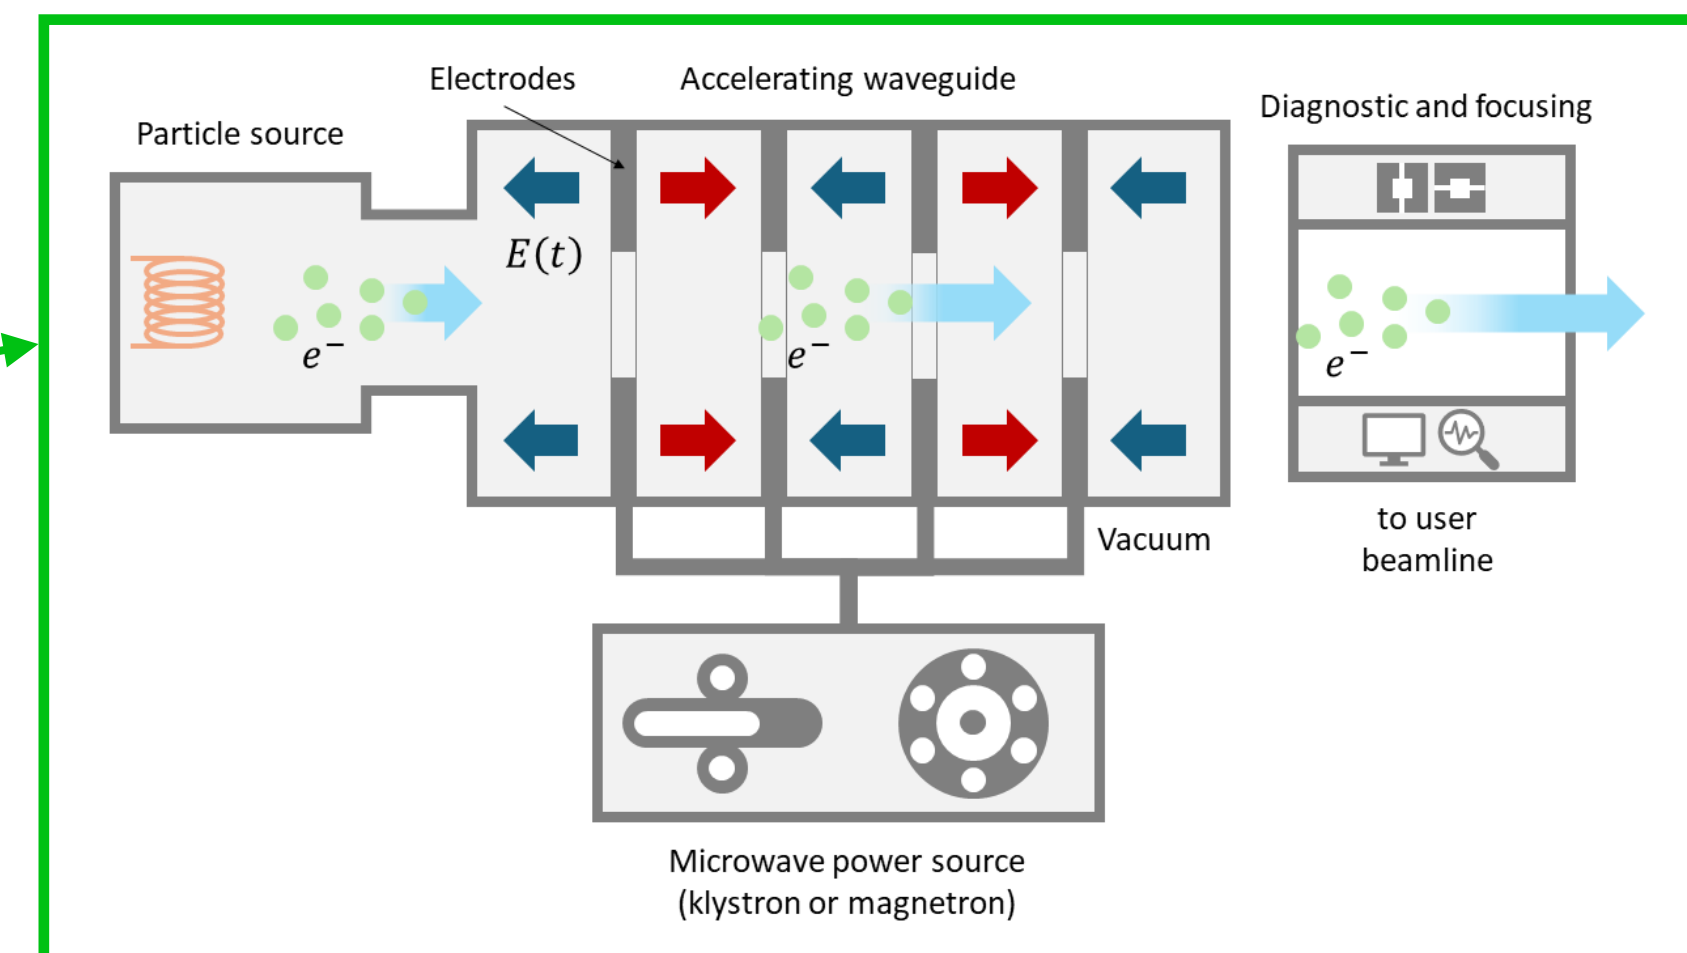 Electrodes
Accelerating waveguide
Diagnostic and focusing
Particle source
E(t)
e⁻
e⁻
e⁻
to user
beamline
Vacuum
Microwave power source
(klystron or magnetron)